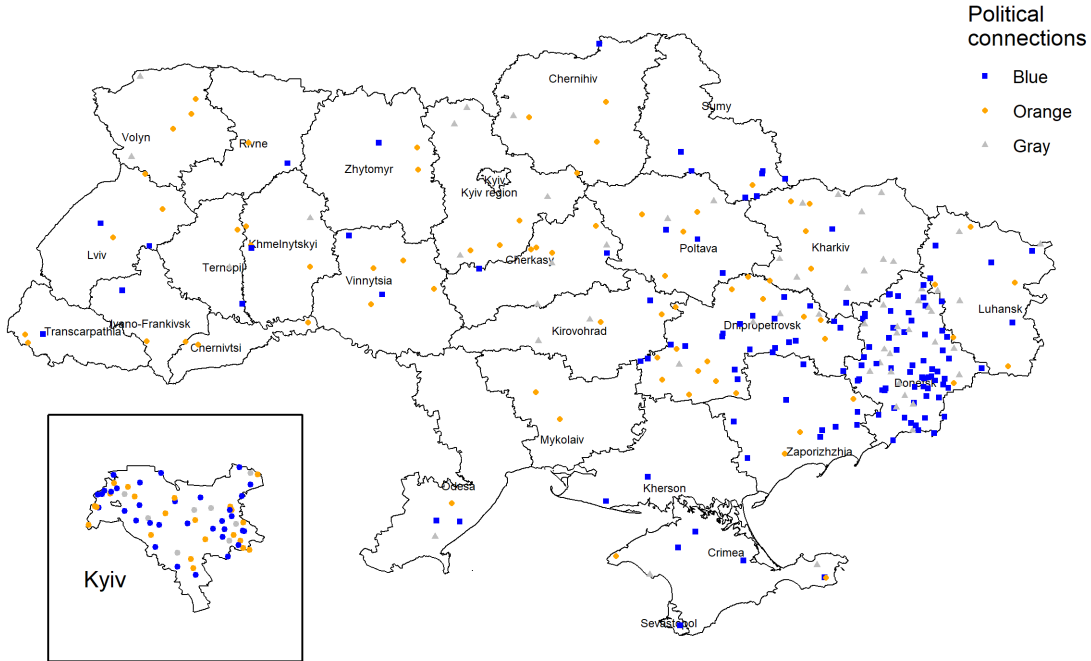 Political
connections
Blue
Orange
Gray
Chernihiv
Sumy
Volyn
Rivne
Zhytomyr
Kyiv
Kyiv region
Lviv
Ternopil
Khmelnytskyi
Vinnytsia
Cherkasy
Poltava
Kharkiv
Luhansk
Transcarpathia
Ivano-Frankivsk
Chernivtsi
Kirovohrad
Dnipropetrovsk
Donetsk
Mykolaiv
Zaporizhzhia
Odesa
Kherson
Crimea
Sevastopol
Kyiv